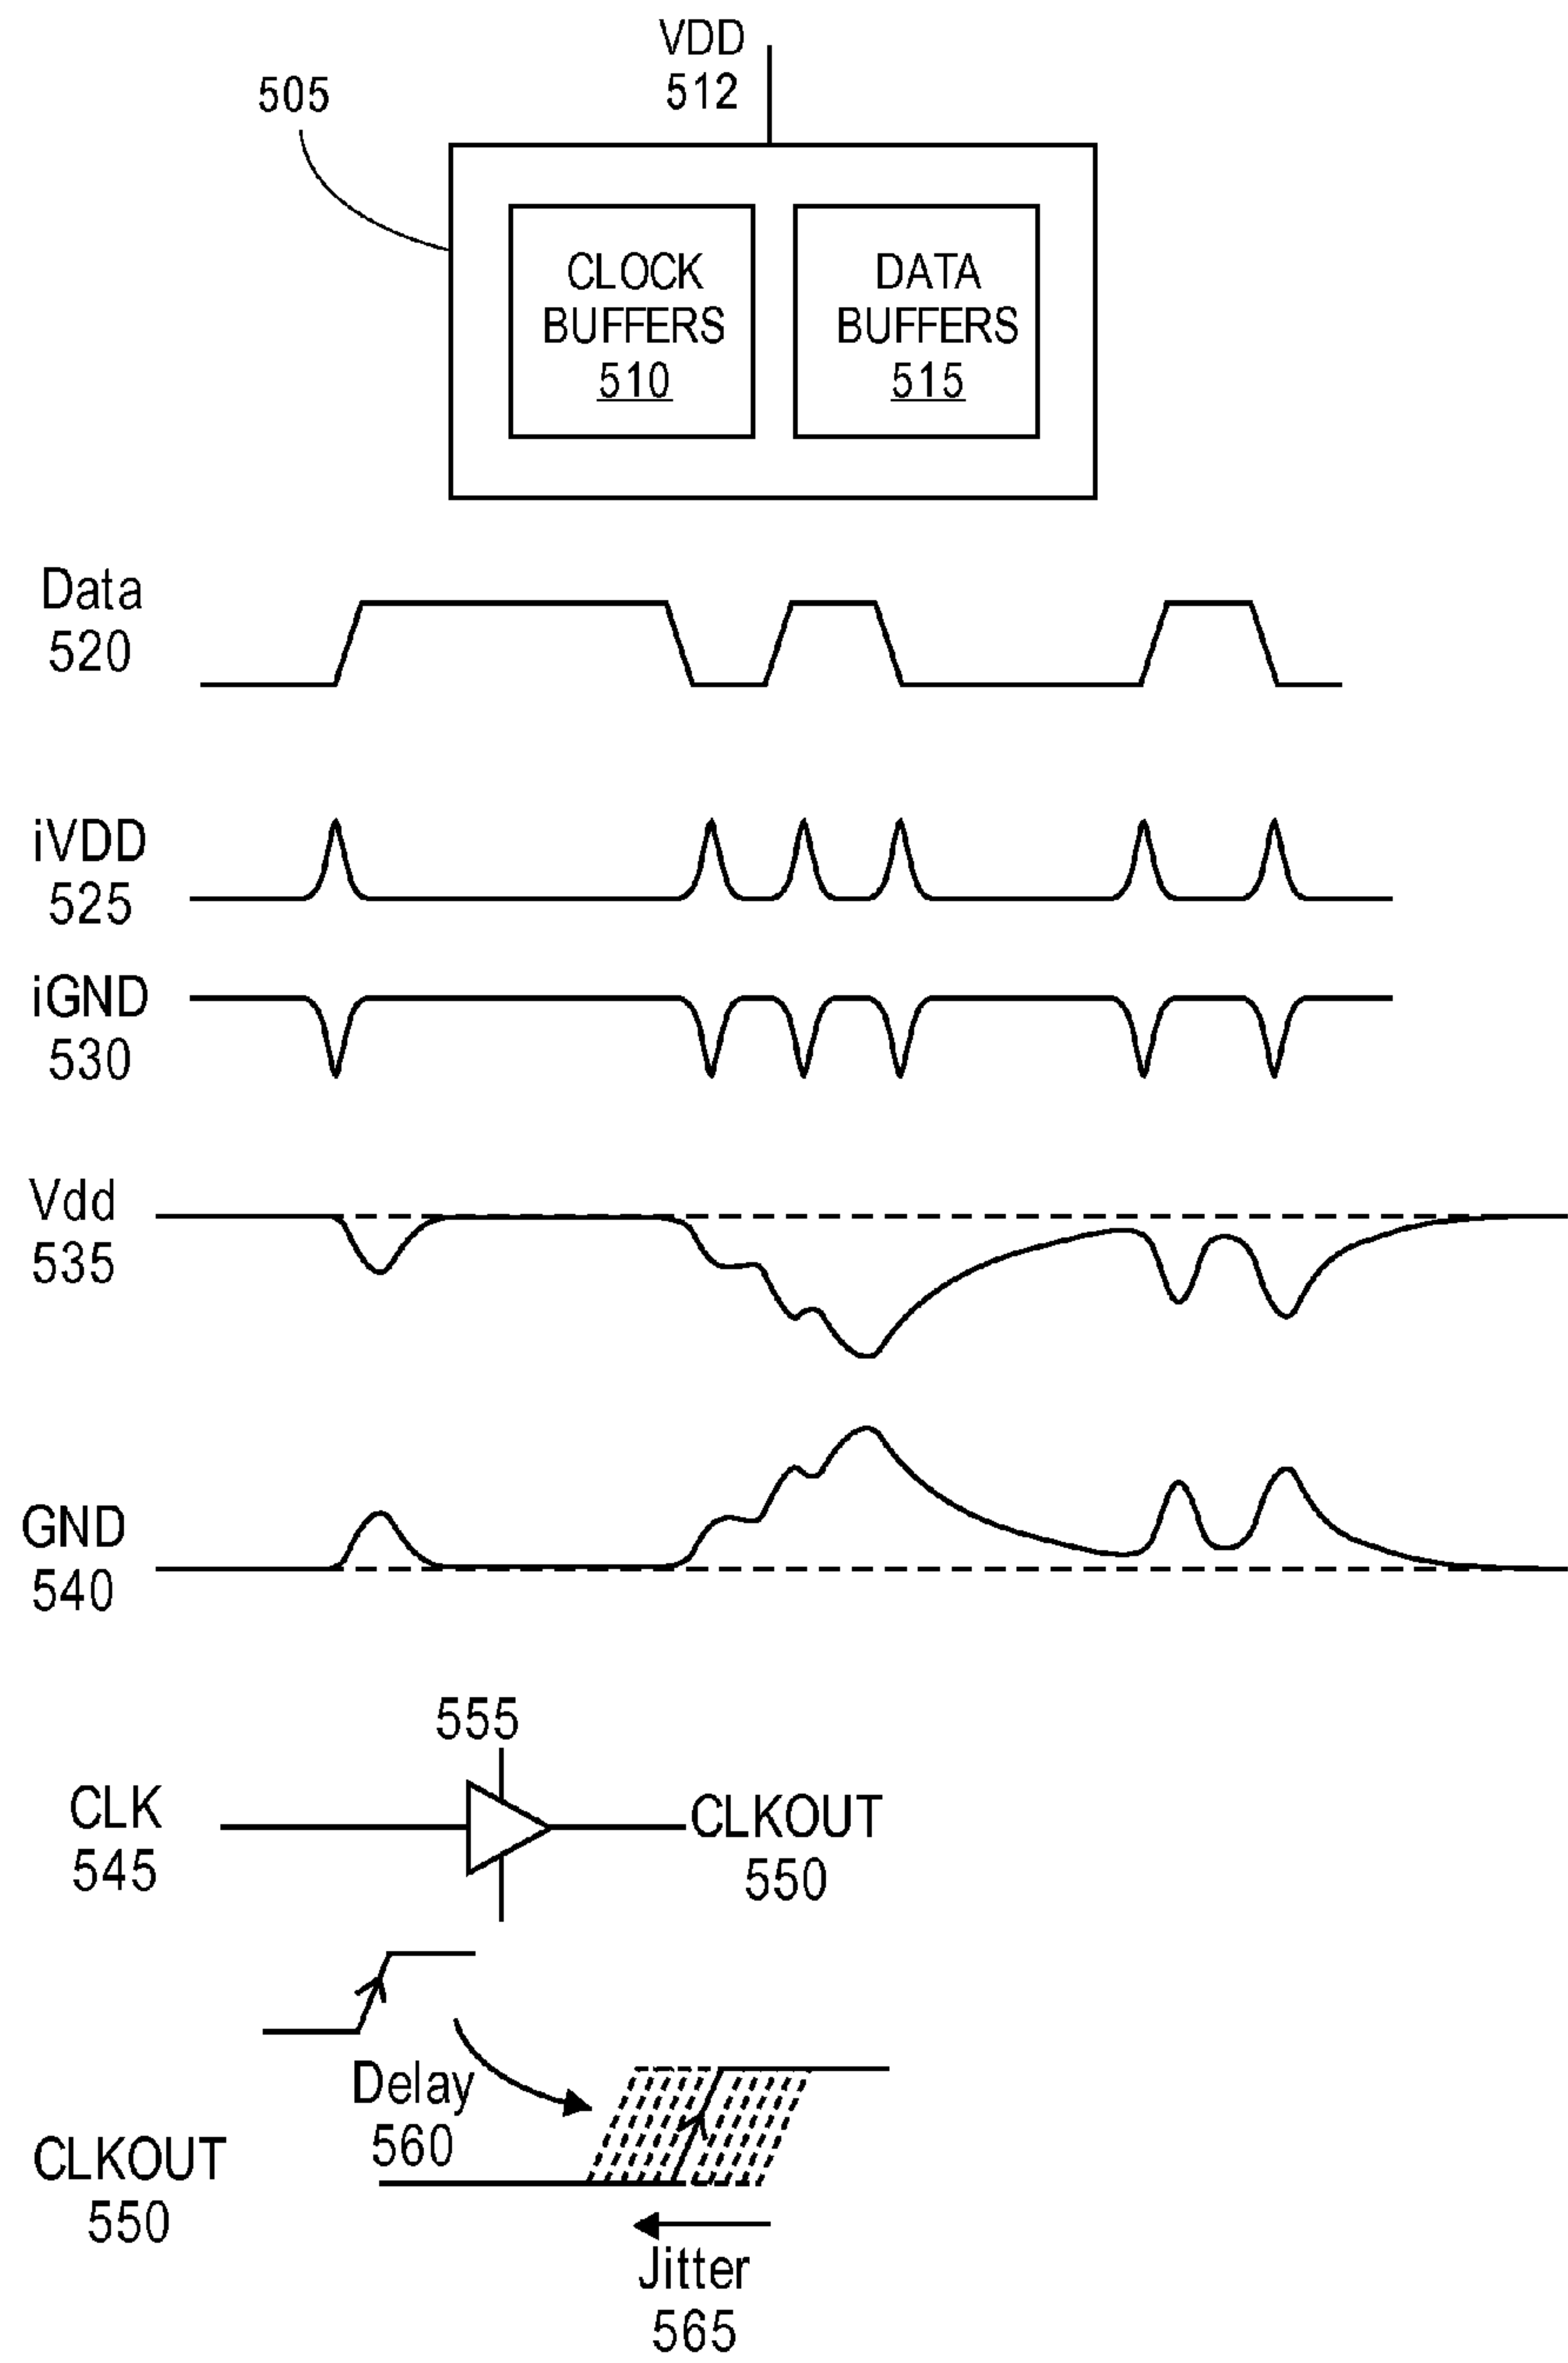 VDD
512
505
CLOCK
BUFFERS
510
DATA
BUFFERS
515
Data
520
iVDD
525
iGND
530
Vdd
535
GND
540
555
CLK
545
CLKOUT
550
Delay
560
CLKOUT
550
Jitter
565